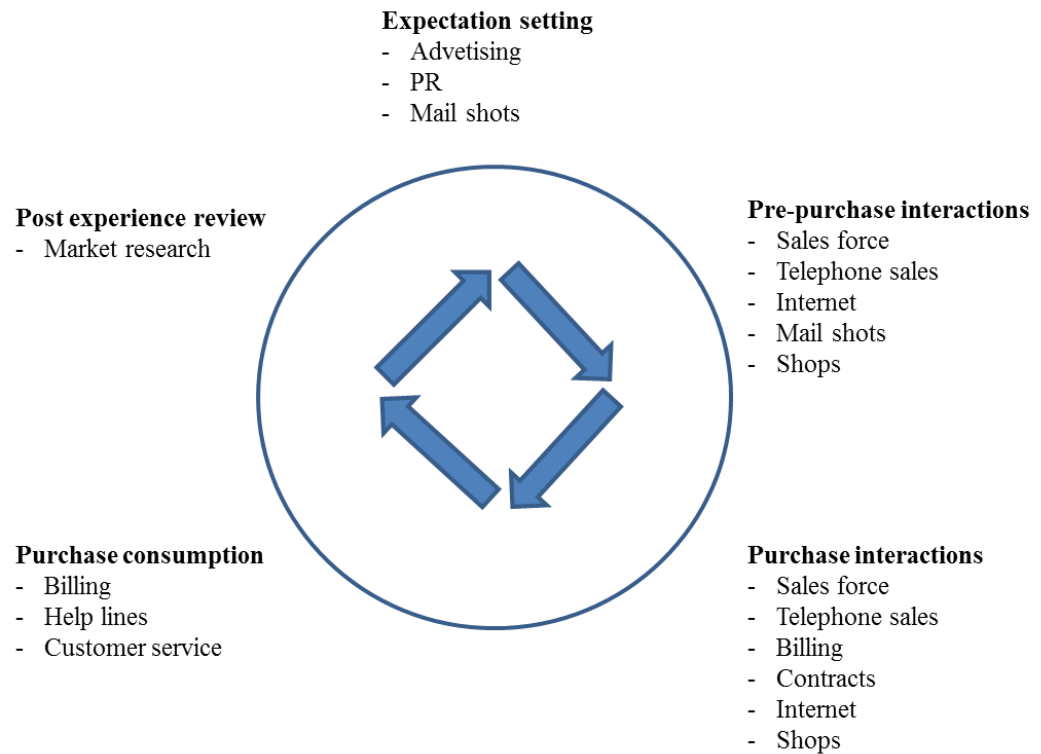 Expectation setting
- Advetising
- PR
- Mail shots
Post experience review
- Market research
Pre-purchase interactions
- Sales force
- Telephone sales
- Internet
- Mail shots
- Shops
Purchase consumption
- Billing
- Help lines
- Customer service
Purchase interactions
- Sales force
- Telephone sales
- Billing
- Contracts
- Internet
- Shops